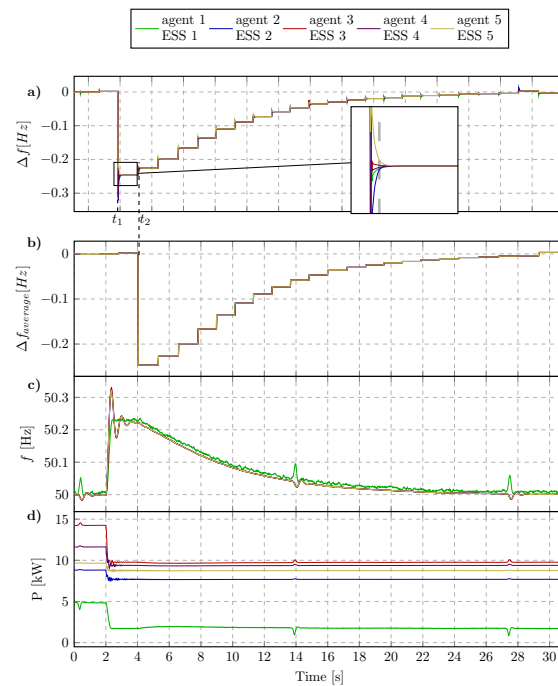 agent 1 agent 2 agent 3 agent 4 agent 5
ESS 1 ESS 2 ESS 3 ESS 4 ESS 5
a)
0
−0.1
−0.2
−0.3
Δf[Hz]
t1 t2
b)
0
−0.1
−0.2
Δfaverage[Hz]
c)
50.3
50.2
50.1
50
f [Hz]
d)
15
10
5
0
P [kW]
0 2 4 6 8 10 12 14 16 18 20 22 24 26 28 30
Time [s]